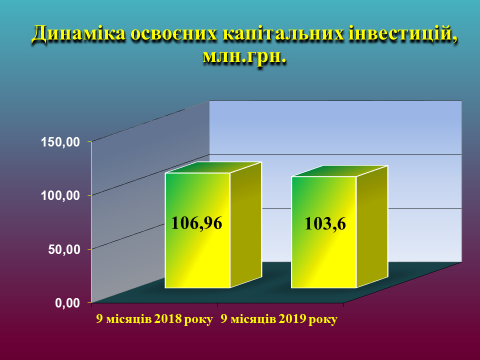 Динаміка освоєних капітальних інвестицій,
млн.грн.
150,00
100,00
50,00
0,00
106,96
103,6
9 місяців 2018 року 9 місяців 2019 року